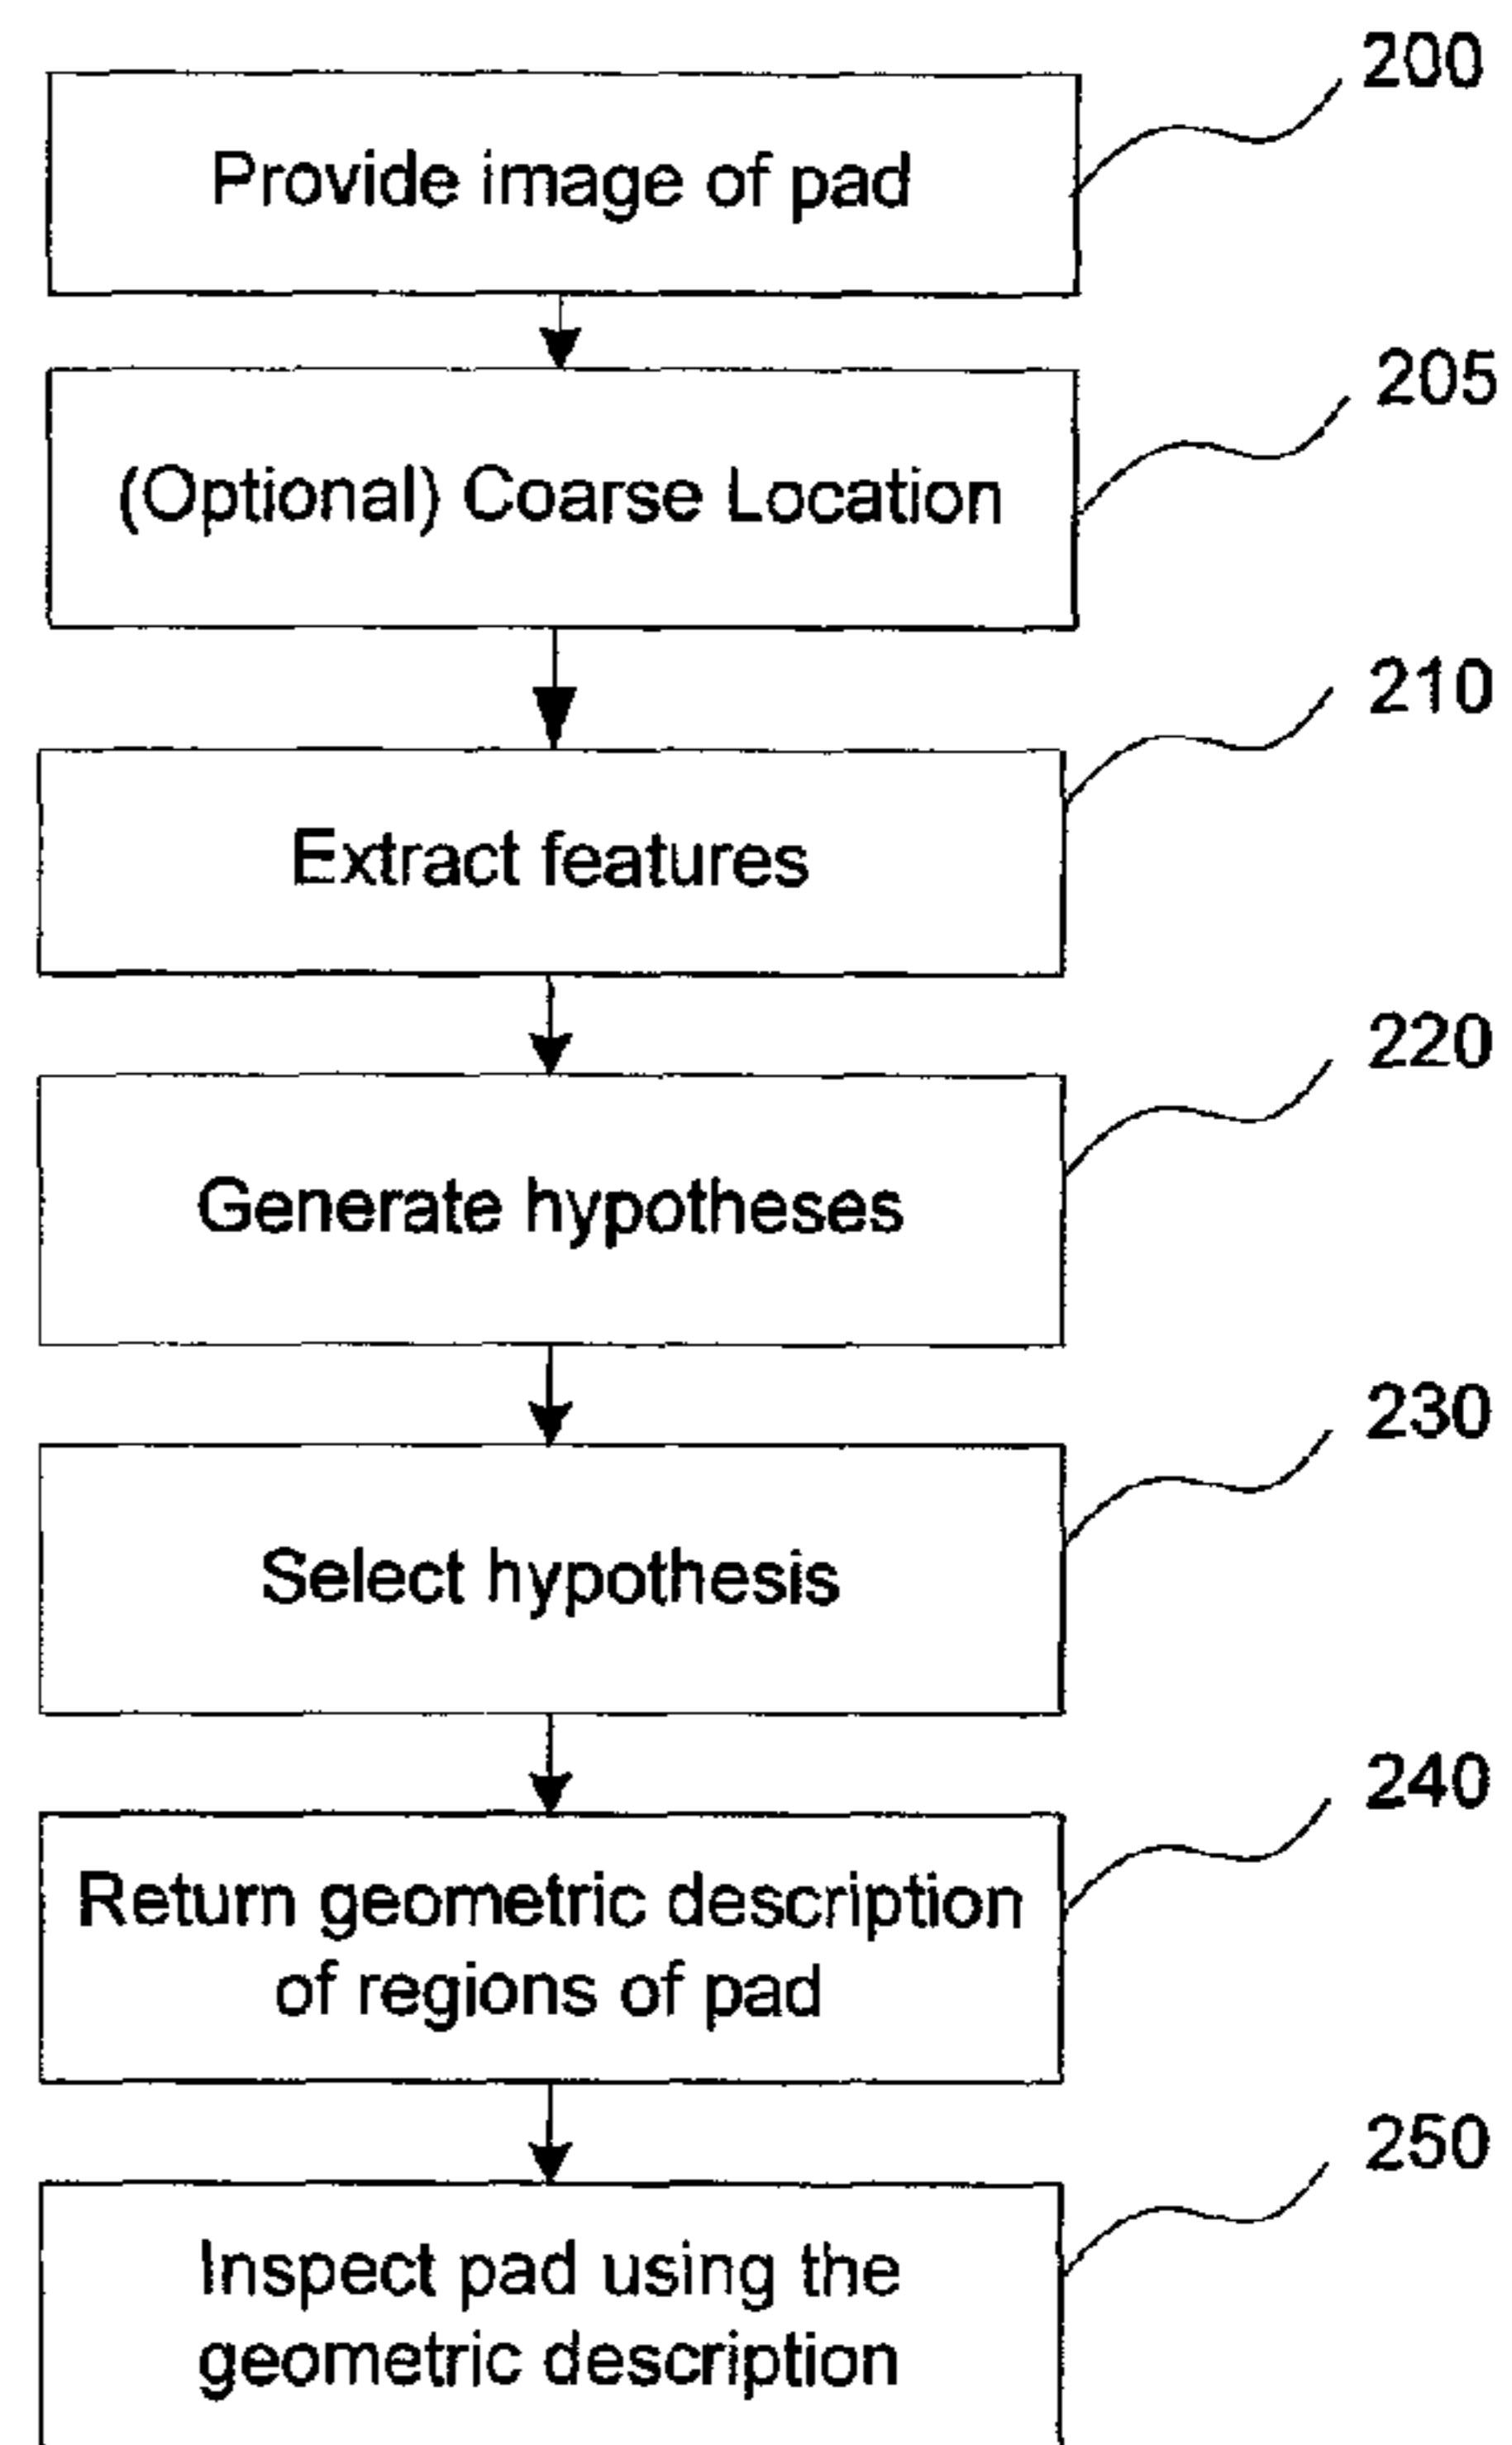 200
Provide image of pad
205
(Optional) Coarse Location
210
Extract features
220
Generate hypotheses
230
Select hypothesis
240
Return geometric description
of regions of pad
250
Inspect pad using the
geometric description